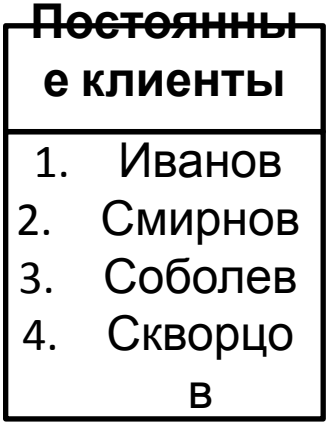 Постоянны
е клиенты
1. Иванов
2. Смирнов
3. Соболев
4. Скворцо
в